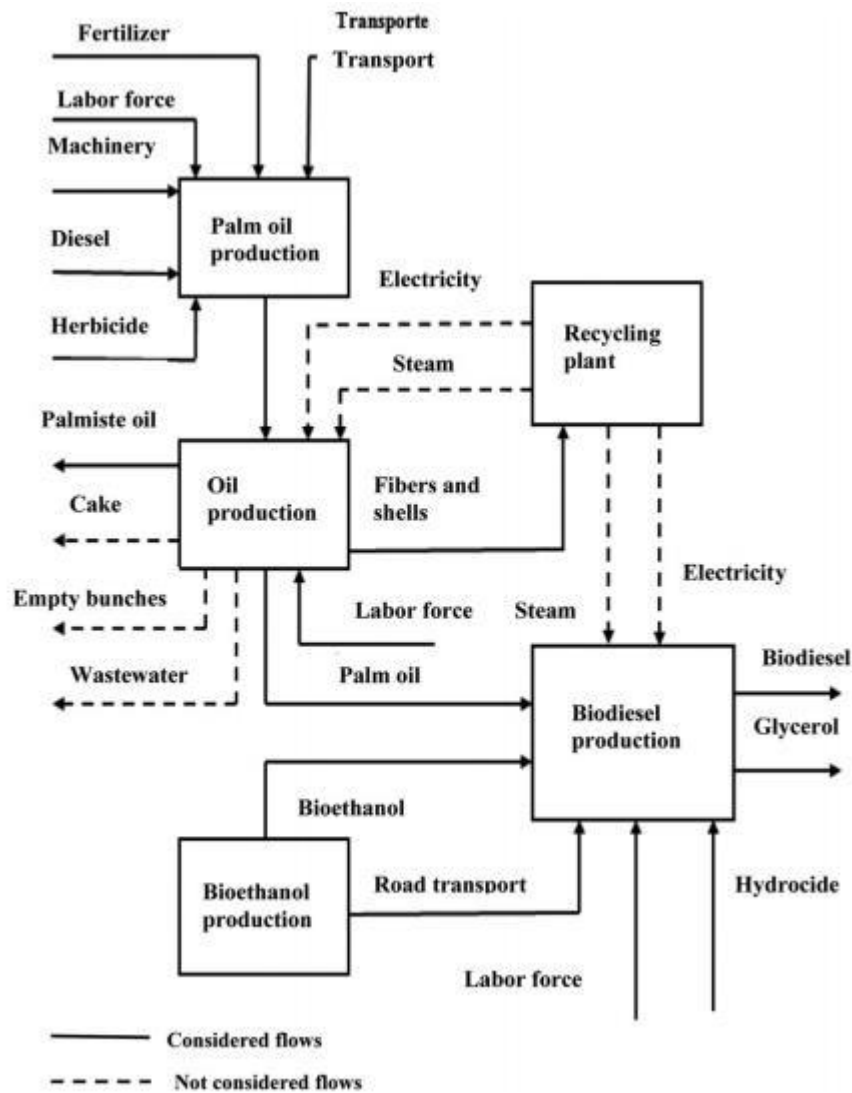 Transporte
Fertilizer
Transport
Labor force
Machinery
Palm oil
production
Diesel
Electricity
Herbicide
Recycling
plant
Steam
Palmiste oil
Oil
production
Fibers and
shells
Cake
Electricity
Empty bunches
Labor force
Steam
Wastewater
Palm oil
Biodiesel
Biodiesel
production
Glycerol
Bioethanol
Bioethanol
production
Road transport
Hydrocide
Labor force
Considered flows
Not considered flows